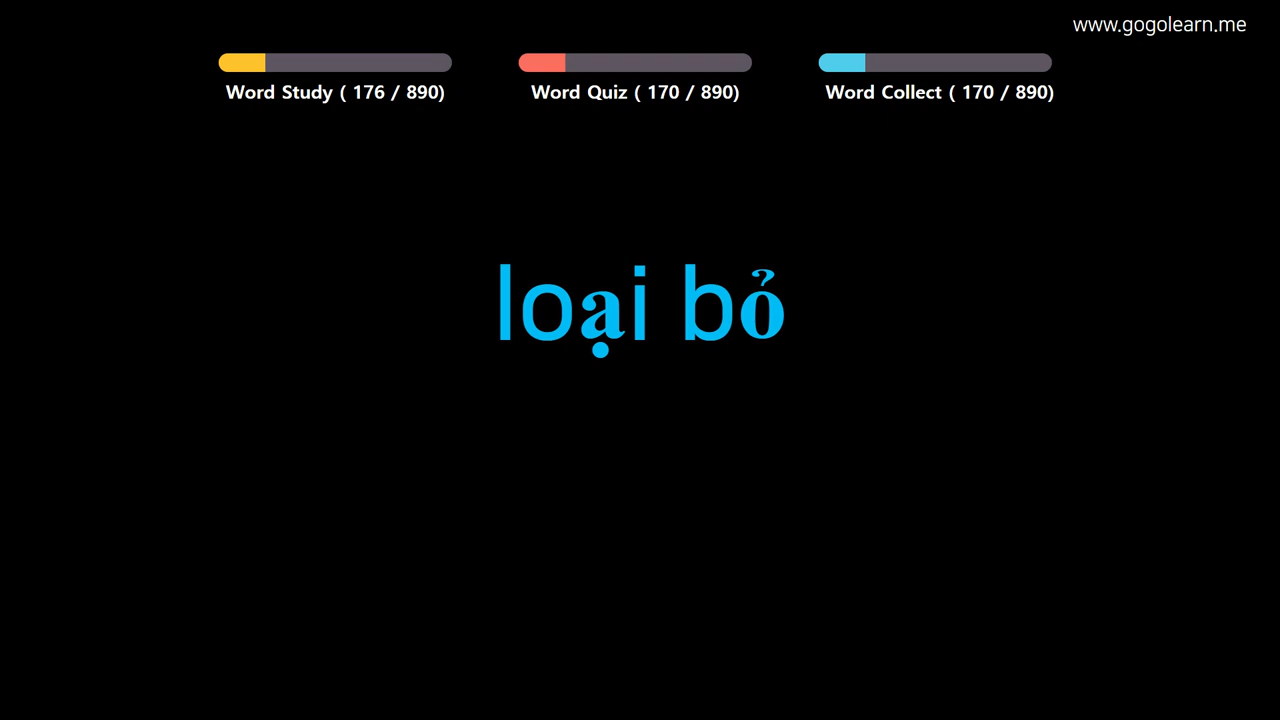 www.gogolearn.me
Word Study ( 176 / 890)
Word Quiz ( 170 / 890)
Word Collect ( 170 / 890)
loại bỏ